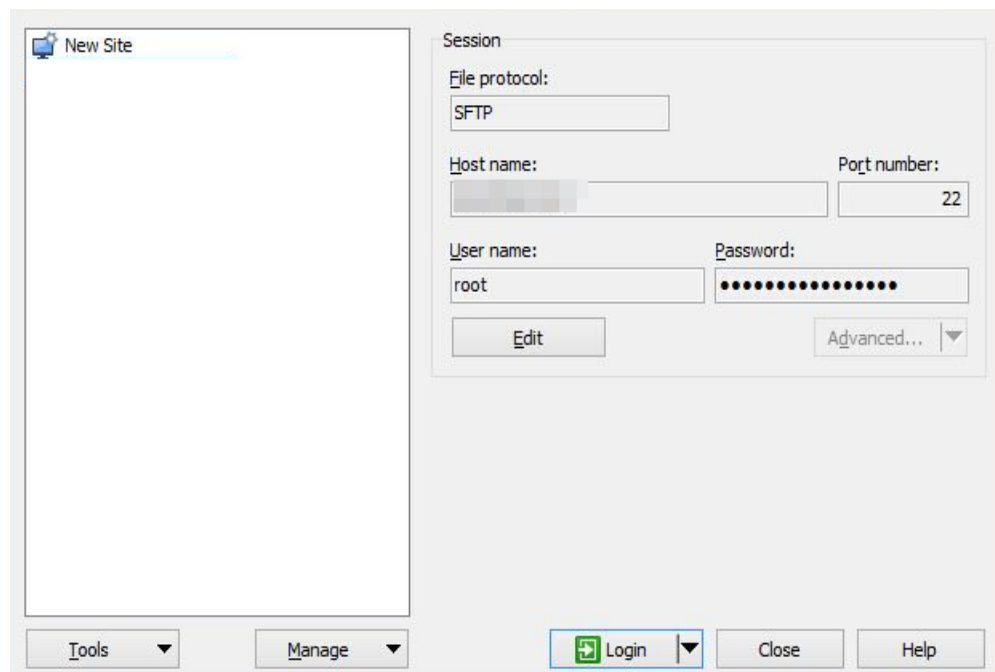 New Site
Session
File protocol:
SFTP
Host name:
Port number:
22
User name:
Password:
root
••••••••••••••••
Edit
Advanced...
Tools
Manage
Login
Close
Help